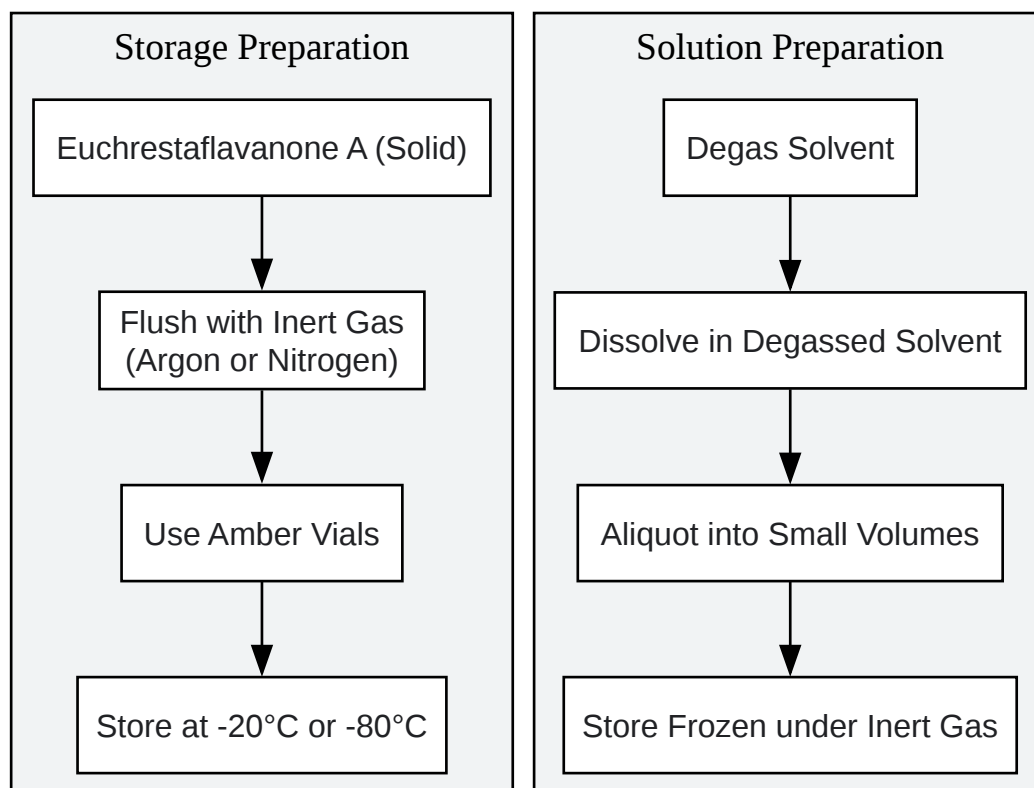 Storage Preparation
Euchrestaflavanone A (Solid)
Flush with Inert Gas
(Argon or Nitrogen)
Use Amber Vials
Store at -20°C or -80°C
Solution Preparation
Degas Solvent
Dissolve in Degassed Solvent
Aliquot into Small Volumes
Store Frozen under Inert Gas